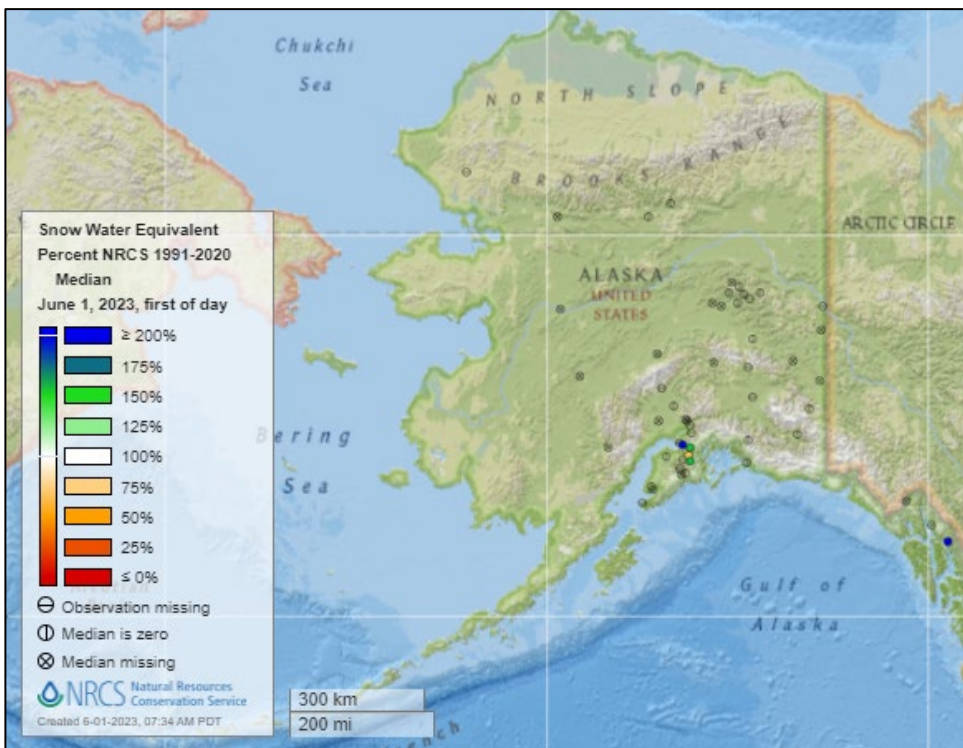 Chukchi
Sea
NORTH SLOPE
BROOKS RANGE
ARCTIC CIRCLE
ALASKA
UNITED
STATES
Bering
Sea
Gulf of
Alaska
Snow Water Equivalent
Percent NRCS 1991-2020
Median
June 1, 2023, first of day
≥ 200%
175%
150%
125%
100%
75%
50%
25%
≤ 0%
Observation missing
Median is zero
Median missing
NRCS Natural Resources
Conservation Service
Created 6-01-2023, 07:34 AM PDT
300 km
200 mi